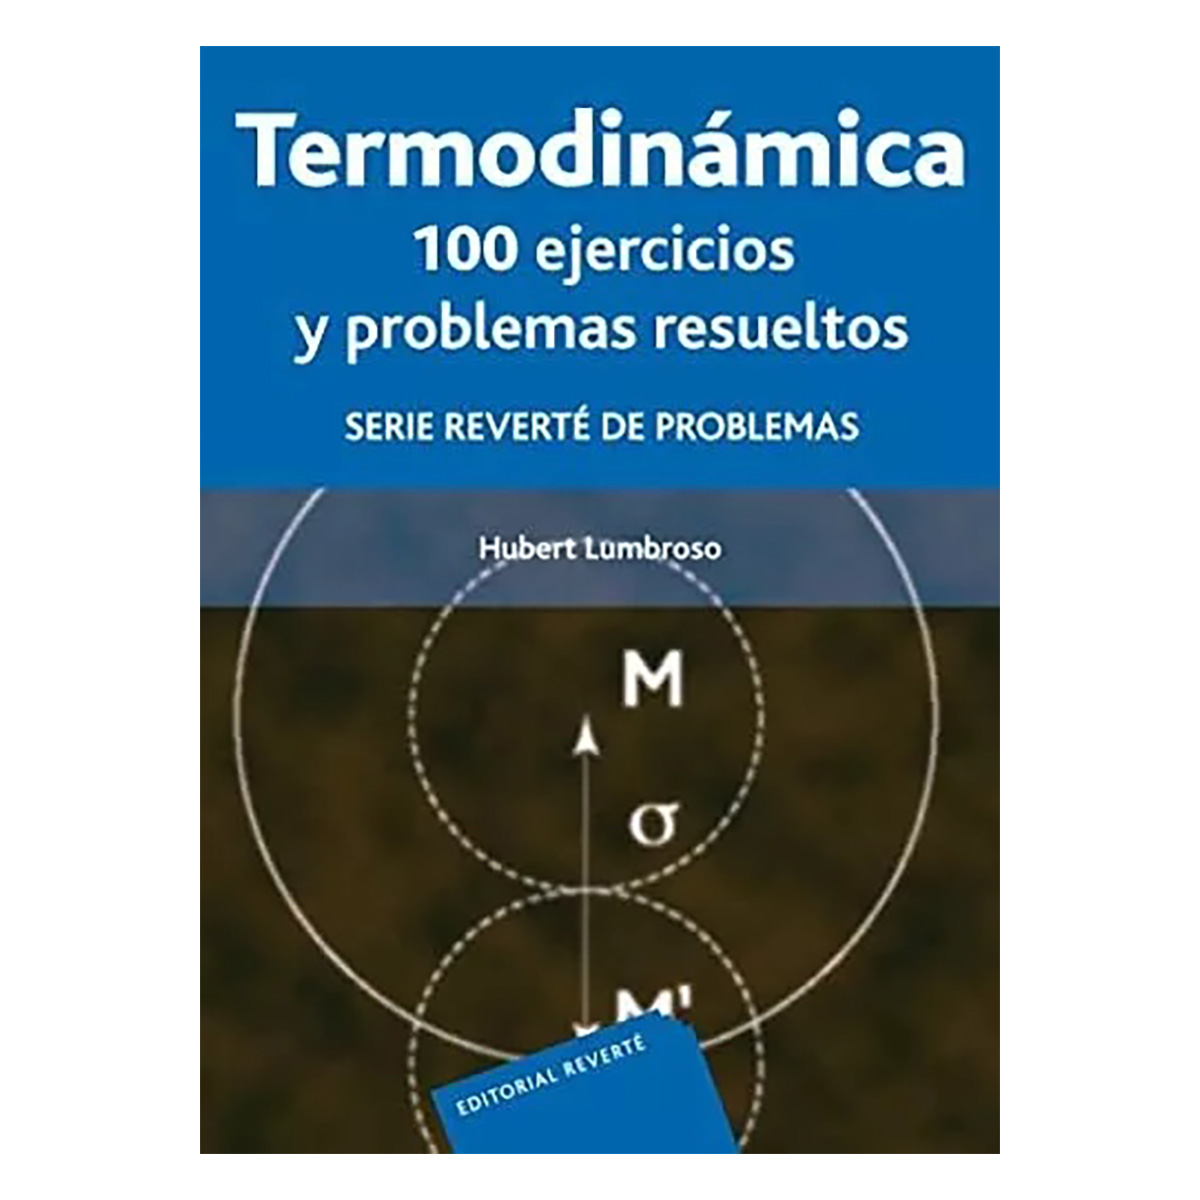 Termodinámica
100 ejercicios
y problemas resueltos
SERIE REVERTÉ DE PROBLEMAS
Hubert Lumbroso
M
σ
M'
EDITORIAL REVERTÉ